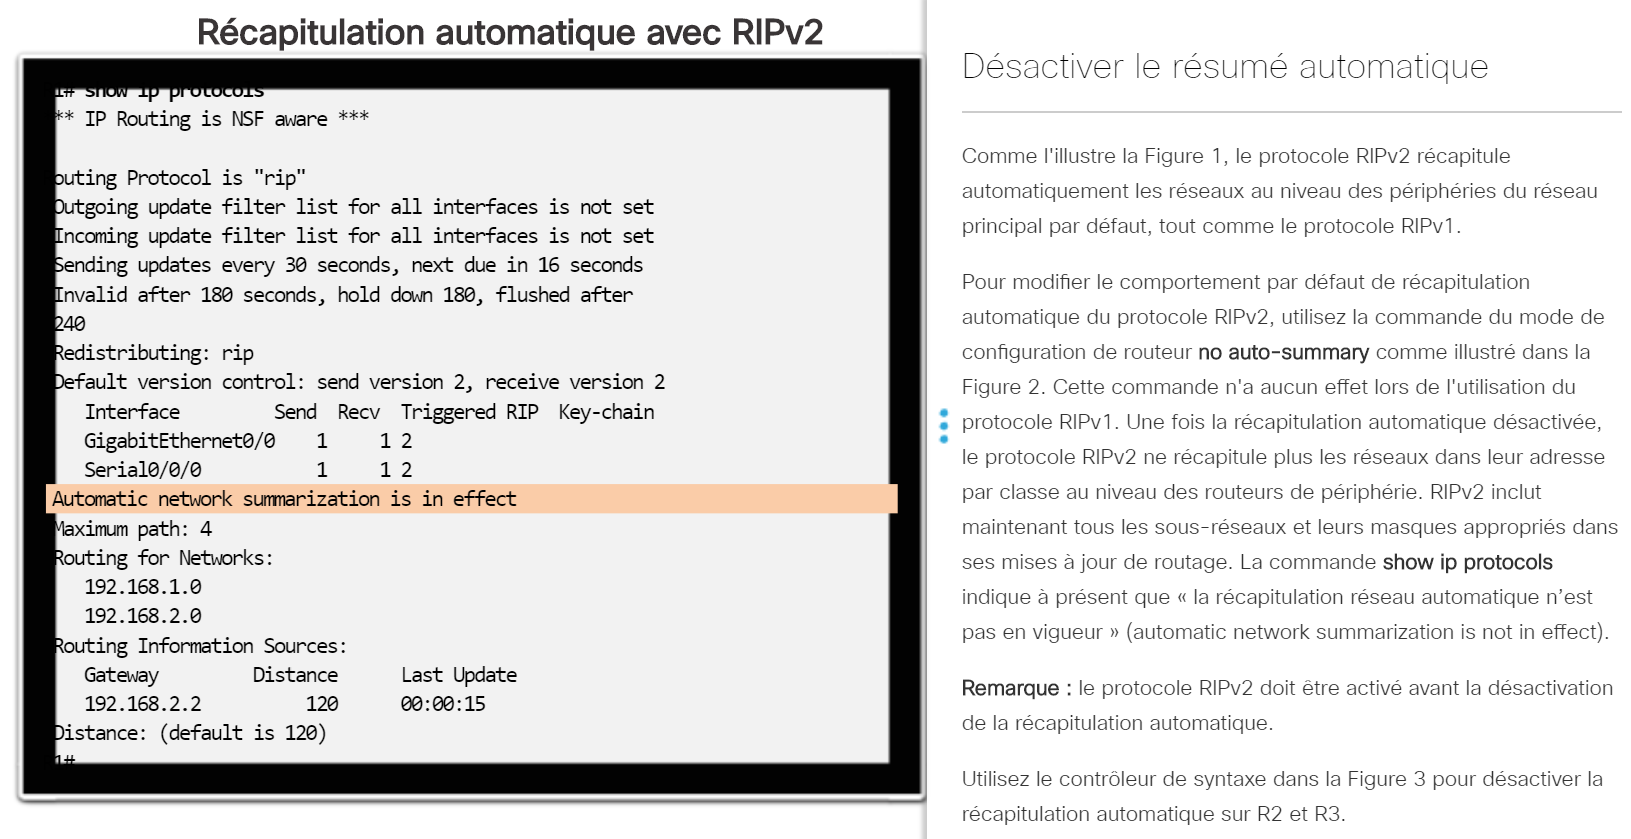 Récapitulation automatique avec RIPv2
1# show ip protocols
** IP Routing is NSF aware ***
outing Protocol is "rip"
Outgoing update filter list for all interfaces is not set
Incoming update filter list for all interfaces is not set
Sending updates every 30 seconds, next due in 16 seconds
Invalid after 180 seconds, hold down 180, flushed after
240
Redistributing: rip
Default version control: send version 2, receive version 2
Interface Send Recv Triggered RIP Key-chain
GigabitEthernet0/0 1 1 2
Serial0/0/0 1 1 2
Automatic network summarization is in effect
Maximum path: 4
Routing for Networks:
192.168.1.0
192.168.2.0
Routing Information Sources:
Gateway Distance Last Update
192.168.2.2 120 00:00:15
Distance: (default is 120)
1#
Désactiver le résumé automatique
Comme l'illustre la Figure 1, le protocole RIPv2 récapitule
automatiquement les réseaux au niveau des périphéries du réseau
principal par défaut, tout comme le protocole RIPv1.
Pour modifier le comportement par défaut de récapitulation
automatique du protocole RIPv2, utilisez la commande du mode de
configuration de routeur no auto-summary comme illustré dans la
Figure 2. Cette commande n'a aucun effet lors de l'utilisation du
protocole RIPv1. Une fois la récapitulation automatique désactivée,
le protocole RIPv2 ne récapitule plus les réseaux dans leur adresse
par classe au niveau des routeurs de périphérie. RIPv2 inclut
maintenant tous les sous-réseaux et leurs masques appropriés dans
ses mises à jour de routage. La commande show ip protocols
indique à présent que « la récapitulation réseau automatique n’est
pas en vigueur » (automatic network summarization is not in effect).
Remarque : le protocole RIPv2 doit être activé avant la désactivation
de la récapitulation automatique.
Utilisez le contrôleur de syntaxe dans la Figure 3 pour désactiver la
récapitulation automatique sur R2 et R3.